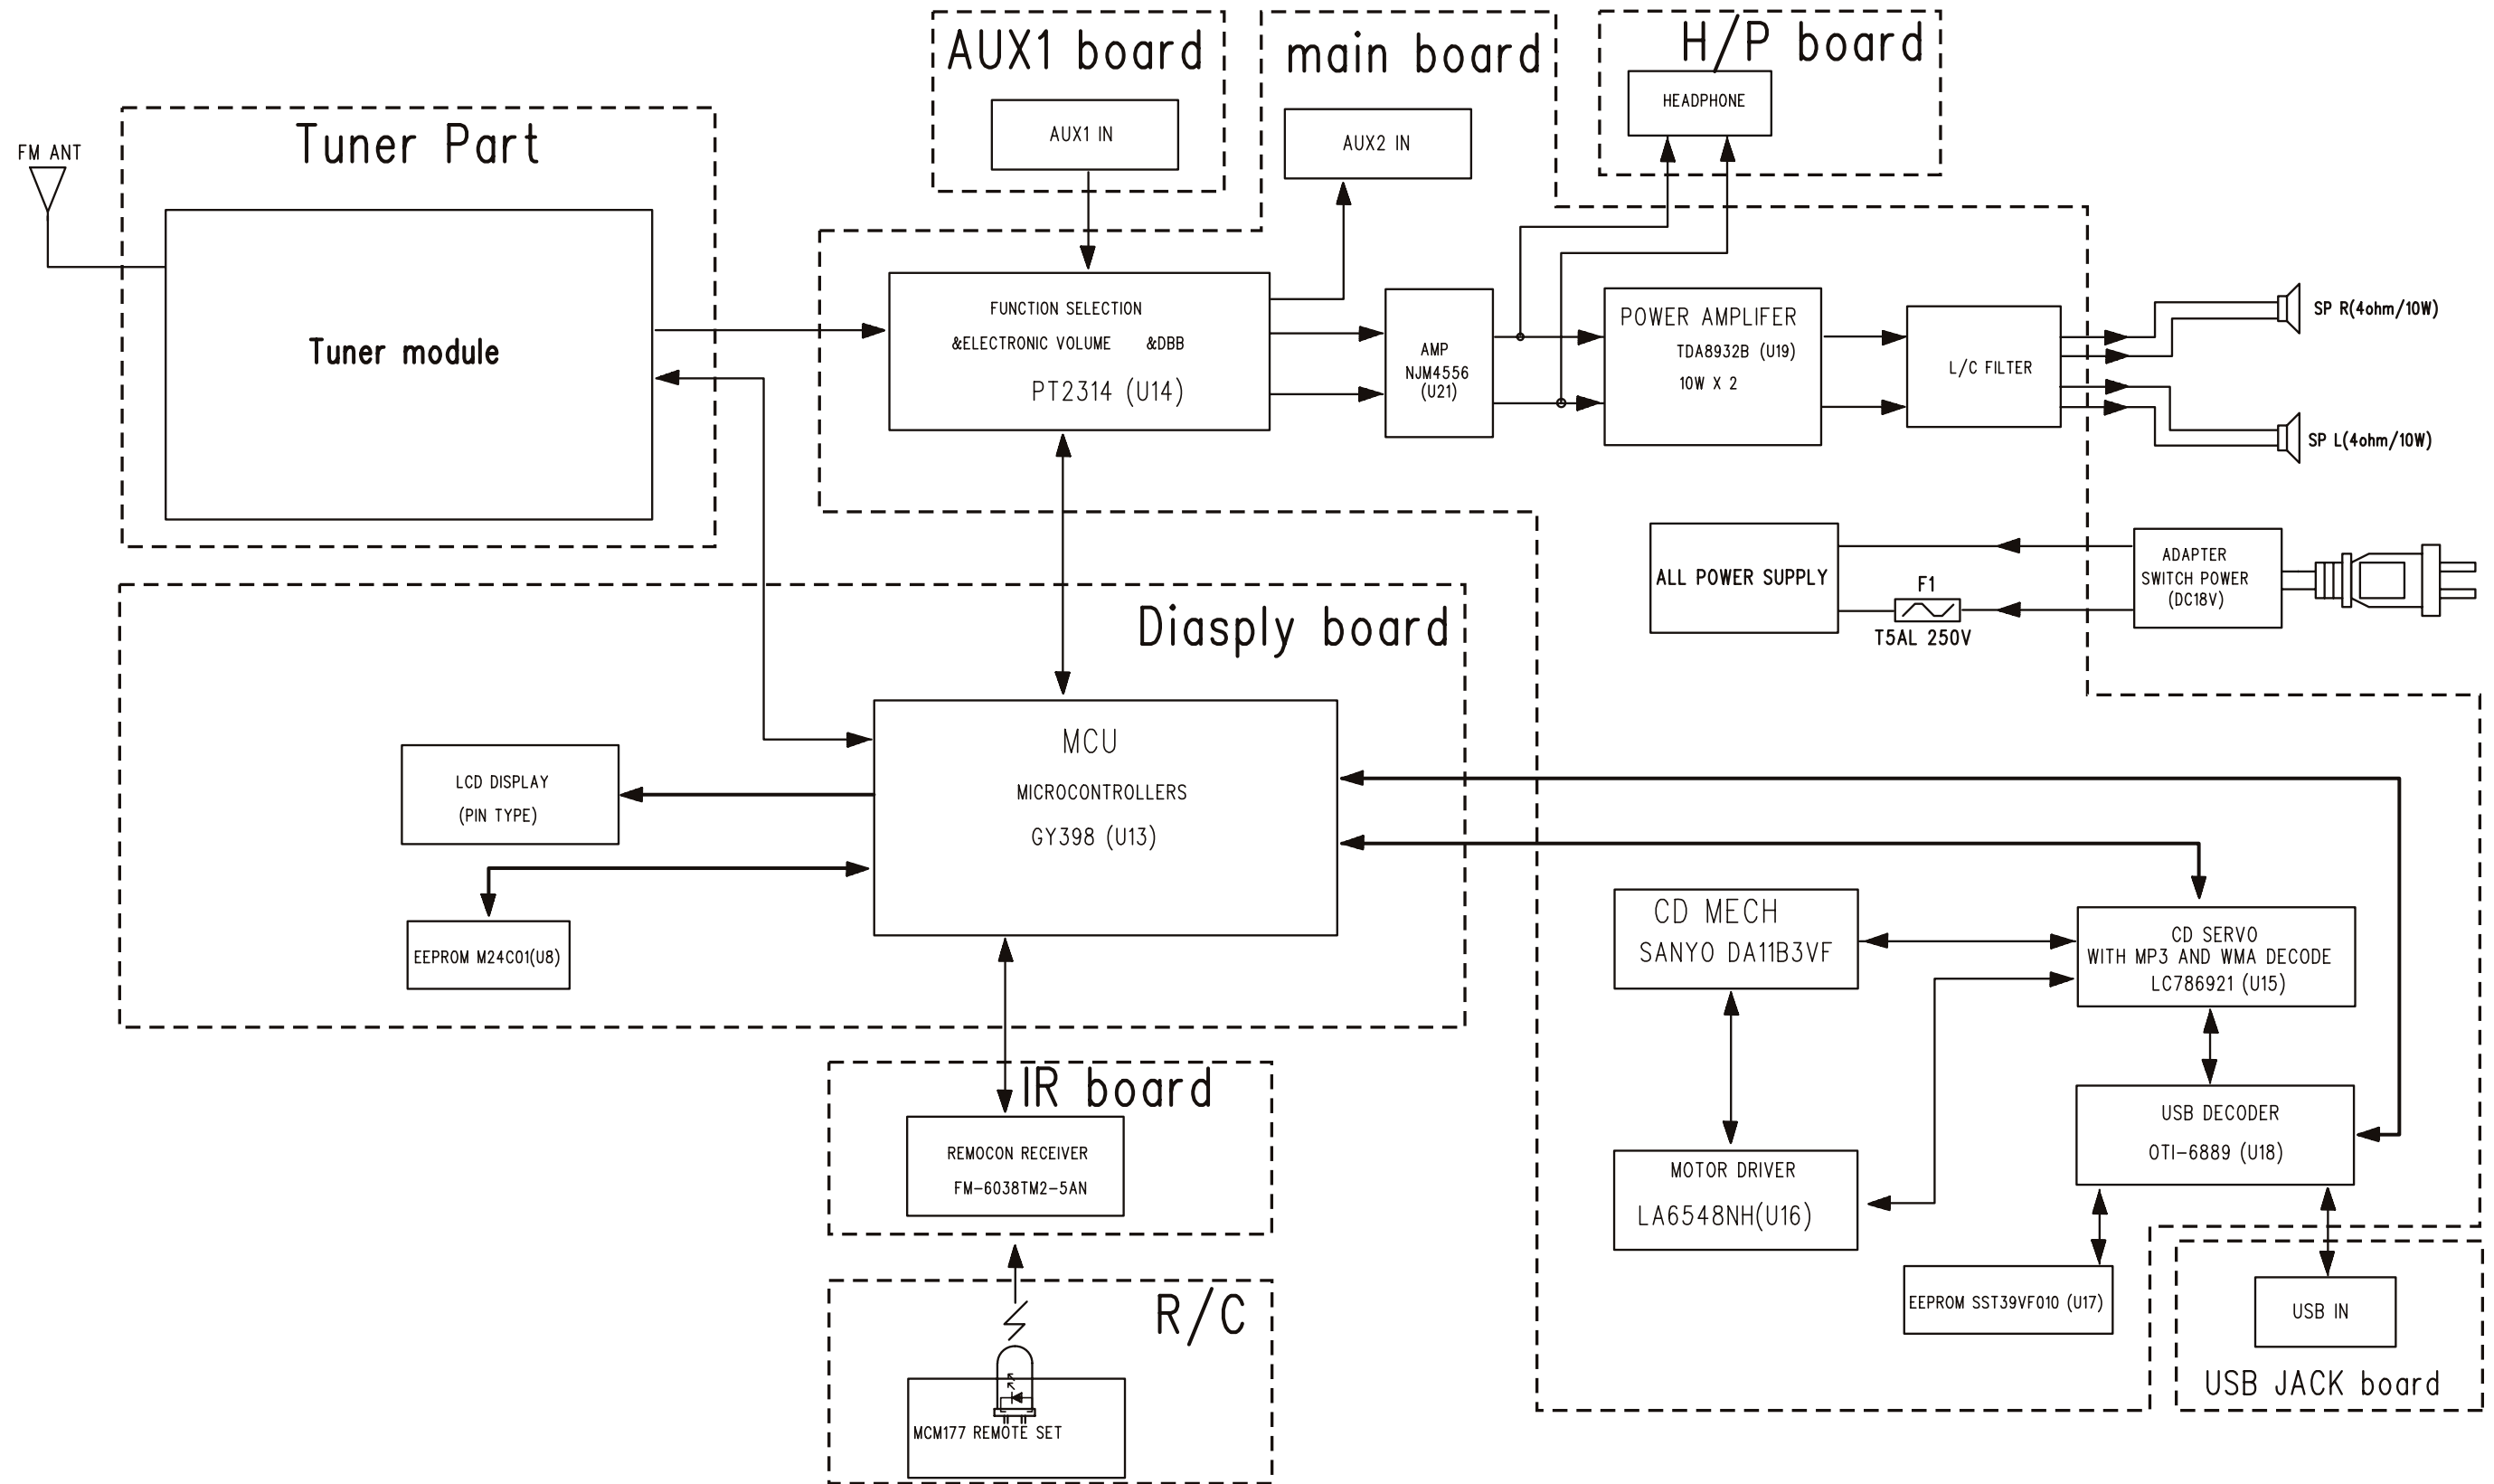 AUX1 board
main board
H/P board
HEADPHONE
AUX1 IN
AUX2 IN
FM ANT
Tuner Part
Tuner module
FUNCTION SELECTION
&ELECTRONIC VOLUME &DBB
PT2314 (U14)
AMP
NJM4556
(U21)
POWER AMPLIFER
TDA8932B (U19)
10W X 2
L/C FILTER
SP R(4ohm/10W)
SP L(4ohm/10W)
ALL POWER SUPPLY
F1
T5AL 250V
ADAPTER
SWITCH POWER
(DC18V)
Diasply board
MCU
MICROCONTROLLERS
GY398 (U13)
LCD DISPLAY
(PIN TYPE)
EEPROM M24C01(U8)
CD MECH
SANYO DA11B3VF
CD SERVO
WITH MP3 AND WMA DECODE
LC786921 (U15)
USB DECODER
OTI-6889 (U18)
MOTOR DRIVER
LA6548NH(U16)
EEPROM SST39VF010 (U17)
USB IN
USB JACK board
IR board
REMOCON RECEIVER
FM-6038TM2-5AN
R/C
MCM177 REMOTE SET